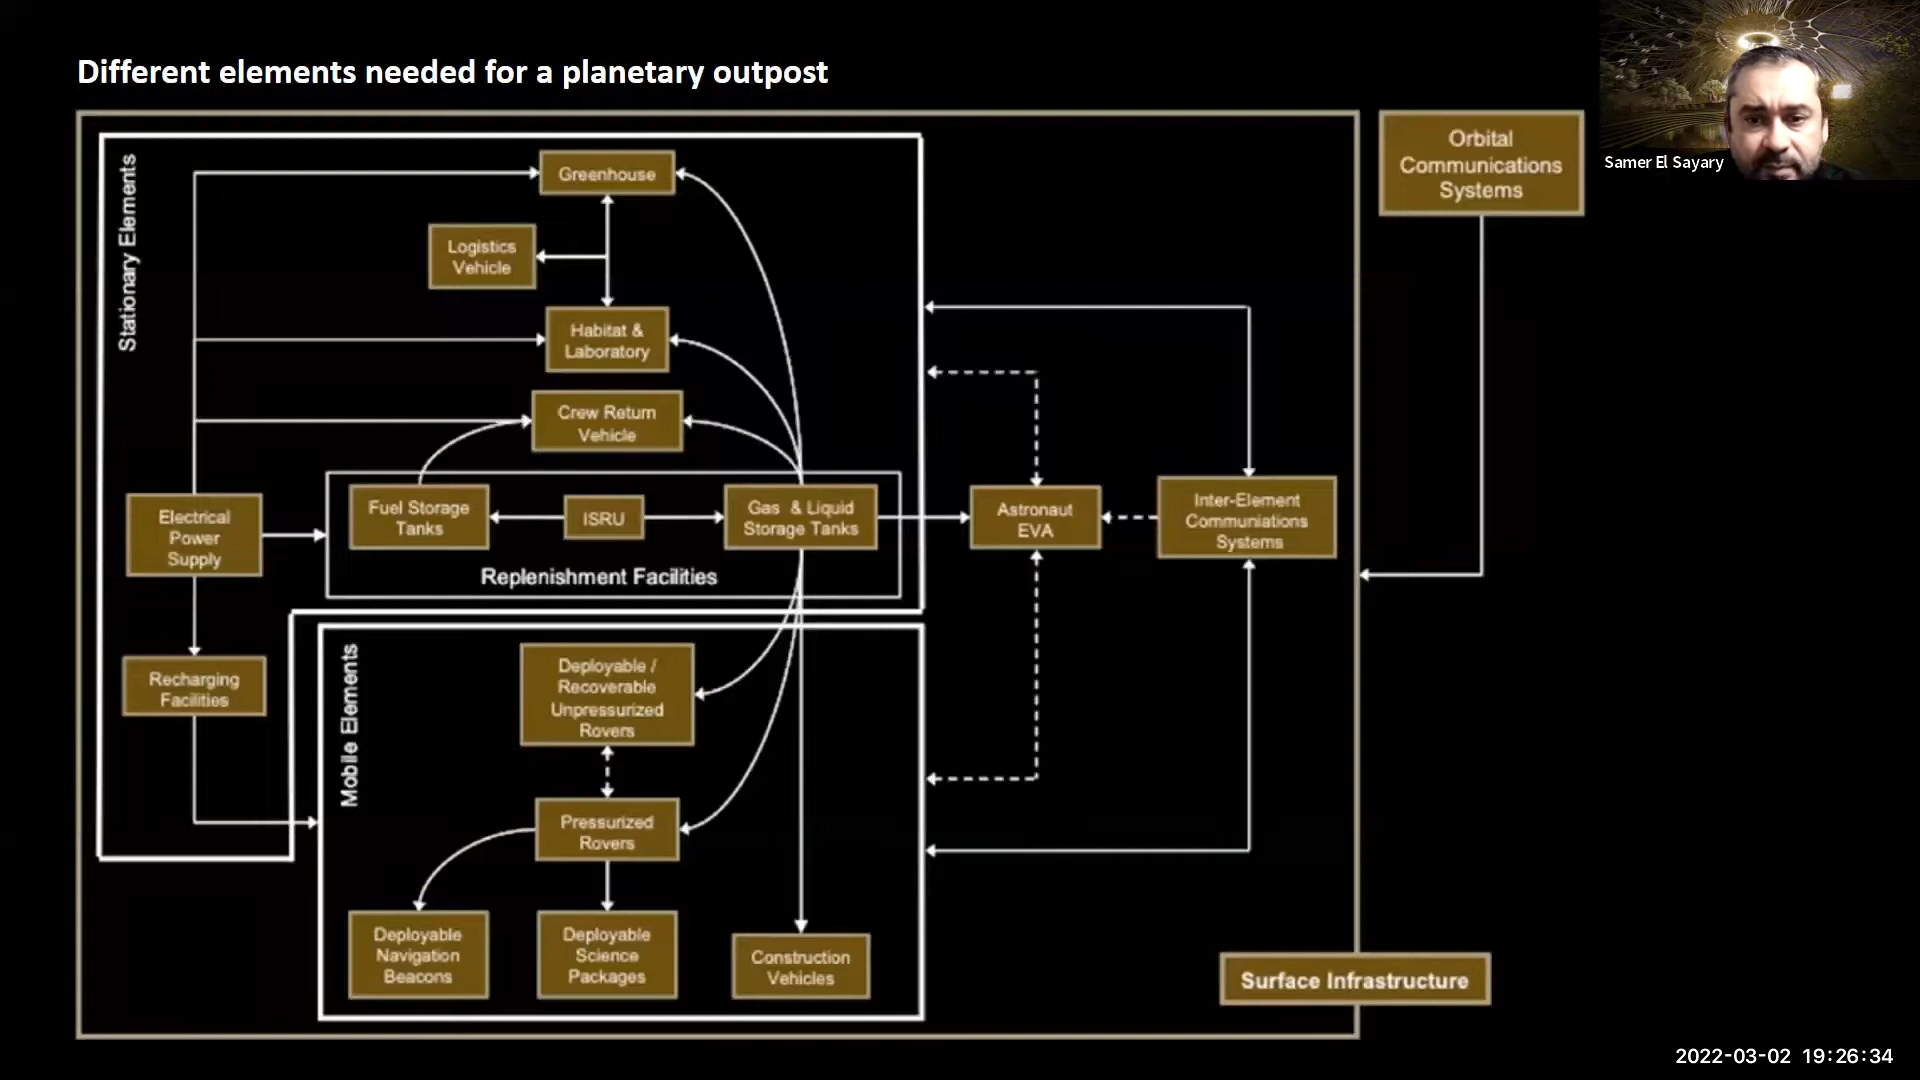 Different elements needed for a planetary outpost
Samer El Sayary
Orbital
Communications
Systems
Stationary Elements
Greenhouse
Logistics
Vehicle
Habitat &
Laboratory
Crew Return
Vehicle
Electrical
Power
Supply
Fuel Storage
Tanks
ISRU
Gas & Liquid
Storage Tanks
Replenishment Facilities
Astronaut
EVA
Inter-Element
Communiations
Systems
Recharging
Facilities
Mobile Elements
Deployable /
Recoverable
Unpressurized
Rovers
Pressurized
Rovers
Deployable
Navigation
Beacons
Deployable
Science
Packages
Construction
Vehicles
Surface Infrastructure
2022-03-02 19:26:34